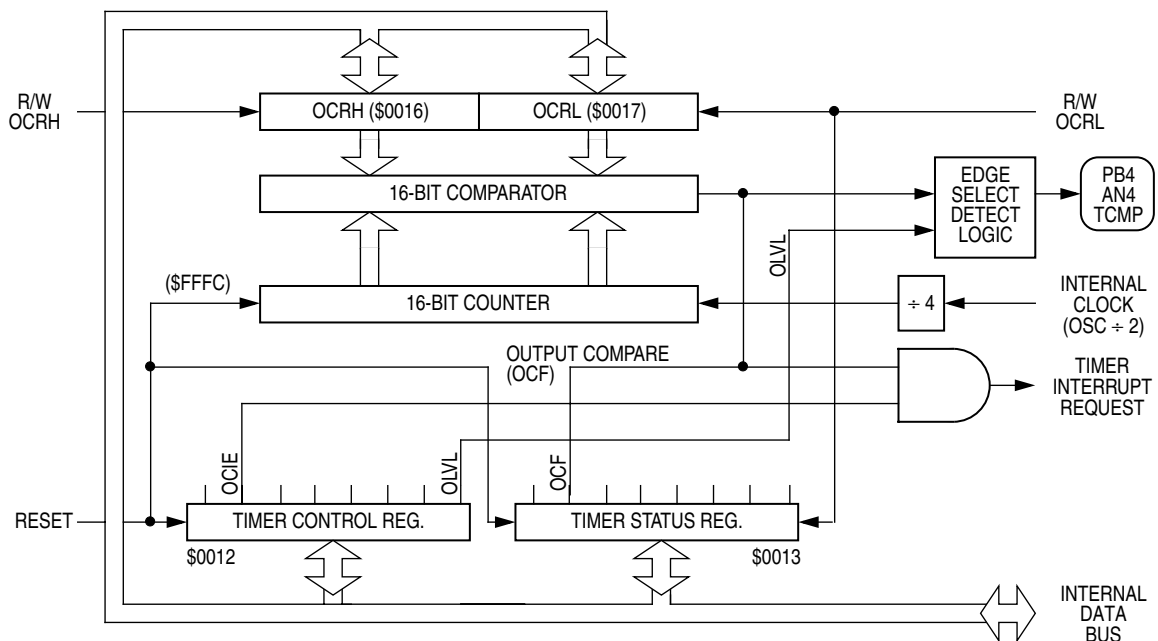 R/W
OCRH
OCRH ($0016)
OCRL ($0017)
R/W
OCRL
16-BIT COMPARATOR
EDGE
SELECT
DETECT
LOGIC
PB4
AN4
TCMP
OLVL
($FFFC)
16-BIT COUNTER
÷ 4
INTERNAL
CLOCK
(OSC ÷ 2)
OUTPUT COMPARE
(OCF)
TIMER
INTERRUPT
REQUEST
OCIE
OLVL
OCF
RESET
TIMER CONTROL REG.
TIMER STATUS REG.
$0012
$0013
INTERNAL
DATA
BUS